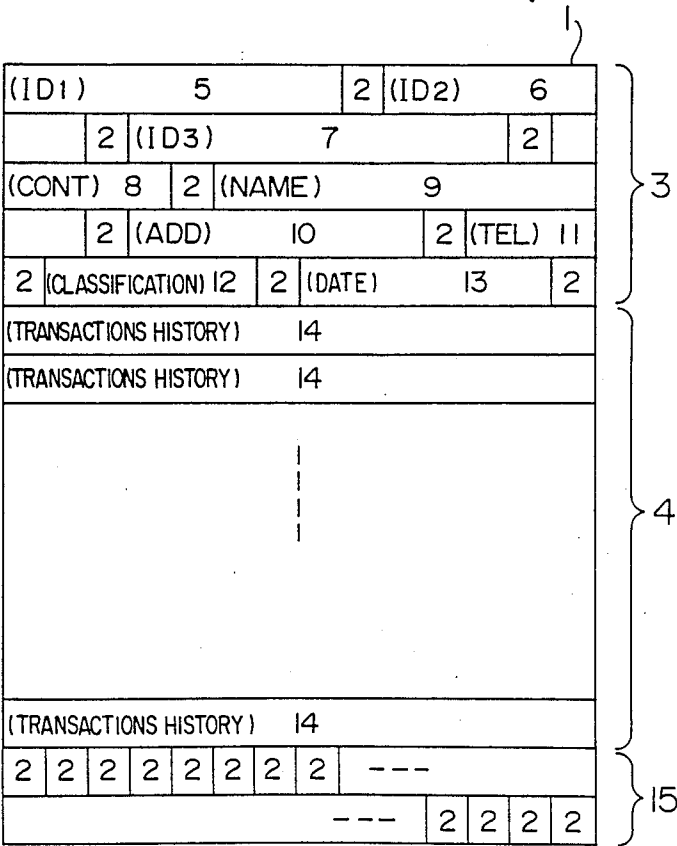 1
(ID1) 5 2 (ID2) 6
2 (ID3) 7 2
(CONT) 8 2 (NAME) 9
3
2 (ADD) 10 2 (TEL) 11
2 (CLASSIFICATION) 12 2 (DATE) 13 2
(TRANSACTIONS HISTORY) 14
(TRANSACTIONS HISTORY) 14
4
(TRANSACTIONS HISTORY) 14
2 2 2 2 2 2 2 2 ---
15
--- 2 2 2 2